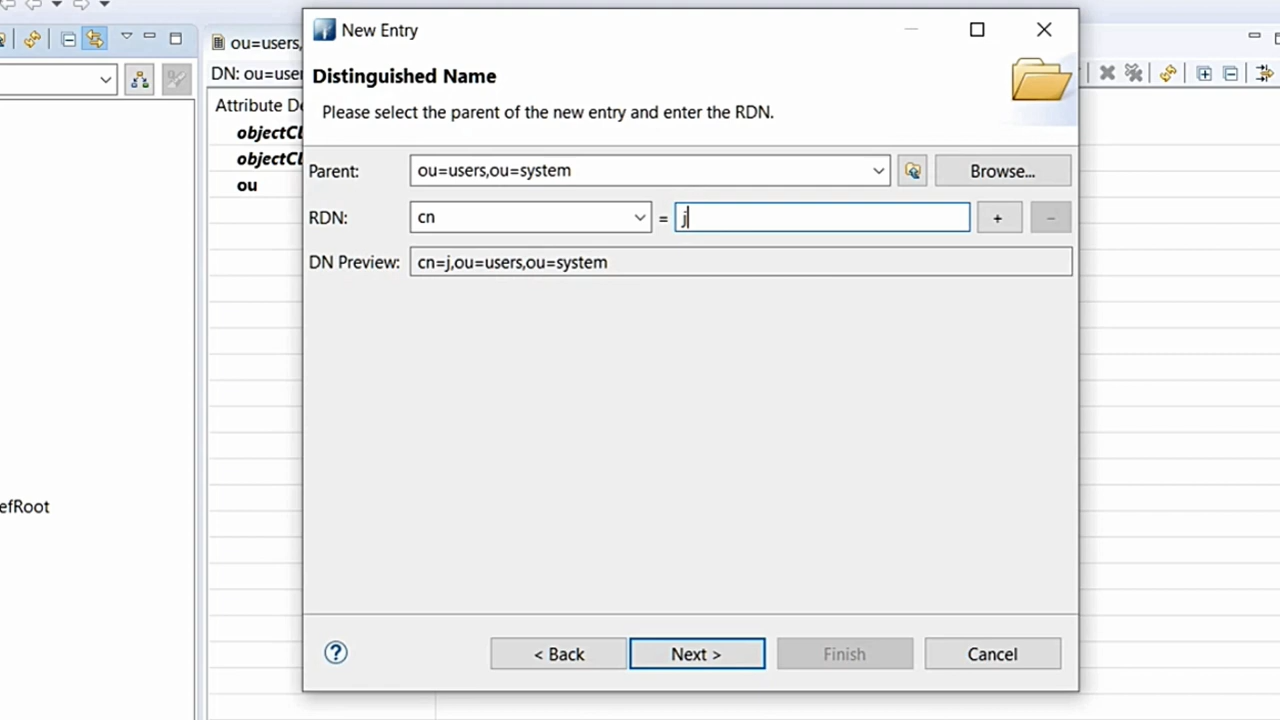 New Entry
ou=users,
Distinguished Name
DN: ou=user
Please select the parent of the new entry and enter the RDN.
Attribute De
objectCl
objectCl
ou
Parent: ou=users,ou=system Browse...
RDN: cn = j + -
DN Preview: cn=j,ou=users,ou=system
efRoot
? < Back Next > Finish Cancel